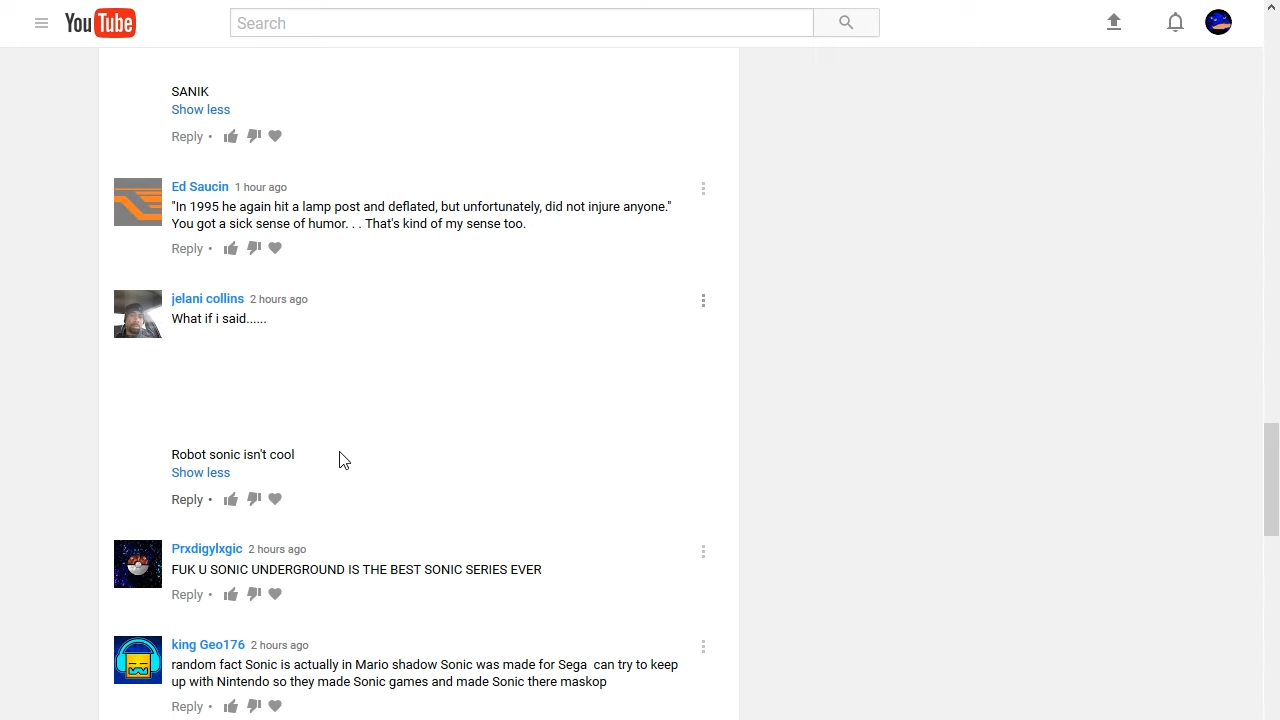 YouTube
Search
SANIK
Show less
Reply •
Ed Saucin 1 hour ago
"In 1995 he again hit a lamp post and deflated, but unfortunately, did not injure anyone."
You got a sick sense of humor. . . That's kind of my sense too.
Reply •
jelani collins 2 hours ago
What if i said......
Robot sonic isn't cool
Show less
Reply •
Prxdigylxgic 2 hours ago
FUK U SONIC UNDERGROUND IS THE BEST SONIC SERIES EVER
Reply •
king Geo176 2 hours ago
random fact Sonic is actually in Mario shadow Sonic was made for Sega  can try to keep
up with Nintendo so they made Sonic games and made Sonic there maskop
Reply •